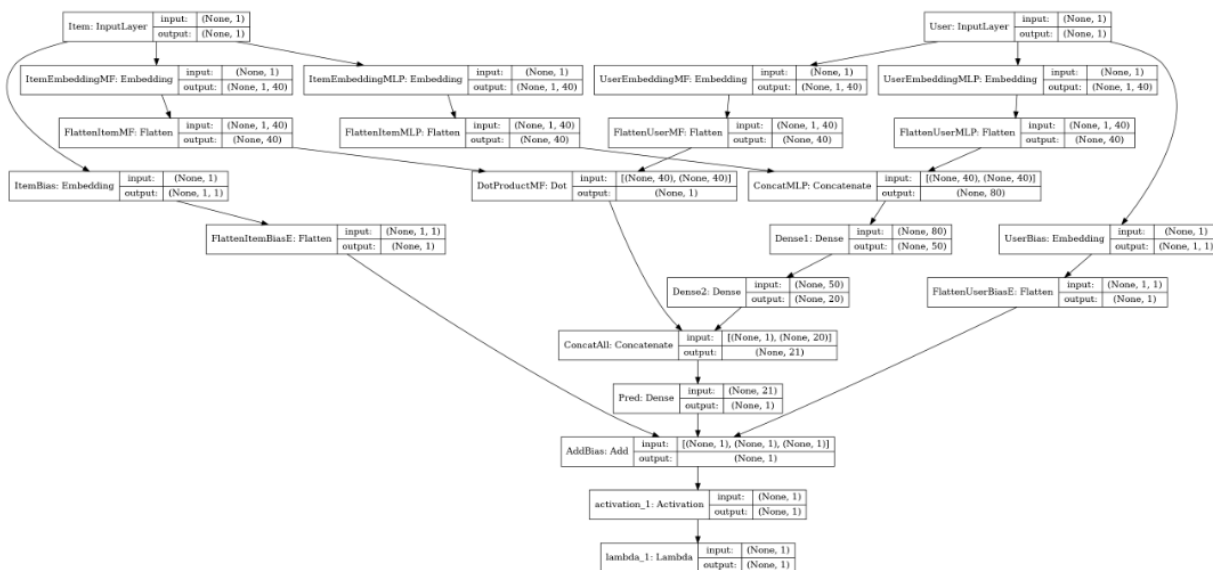 Item: InputLayer input: (None, 1) output: (None, 1)
User: InputLayer input: (None, 1) output: (None, 1)
ItemEmbeddingMF: Embedding input: (None, 1) output: (None, 1, 40)
ItemEmbeddingMLP: Embedding input: (None, 1) output: (None, 1, 40)
UserEmbeddingMF: Embedding input: (None, 1) output: (None, 1, 40)
UserEmbeddingMLP: Embedding input: (None, 1) output: (None, 1, 40)
FlattenItemMF: Flatten input: (None, 1, 40) output: (None, 40)
FlattenItemMLP: Flatten input: (None, 1, 40) output: (None, 40)
FlattenUserMF: Flatten input: (None, 1, 40) output: (None, 40)
FlattenUserMLP: Flatten input: (None, 1, 40) output: (None, 40)
ItemBias: Embedding input: (None, 1) output: (None, 1, 1)
DotProductMF: Dot input: [(None, 40), (None, 40)] output: (None, 1)
ConcatMLP: Concatenate input: [(None, 40), (None, 40)] output: (None, 80)
FlattenItemBiasE: Flatten input: (None, 1, 1) output: (None, 1)
Dense1: Dense input: (None, 80) output: (None, 50)
UserBias: Embedding input: (None, 1) output: (None, 1, 1)
Dense2: Dense input: (None, 50) output: (None, 20)
FlattenUserBiasE: Flatten input: (None, 1, 1) output: (None, 1)
ConcatAll: Concatenate input: [(None, 1), (None, 20)] output: (None, 21)
Pred: Dense input: (None, 21) output: (None, 1)
AddBias: Add input: [(None, 1), (None, 1), (None, 1)] output: (None, 1)
activation_1: Activation input: (None, 1) output: (None, 1)
lambda_1: Lambda input: (None, 1) output: (None, 1)